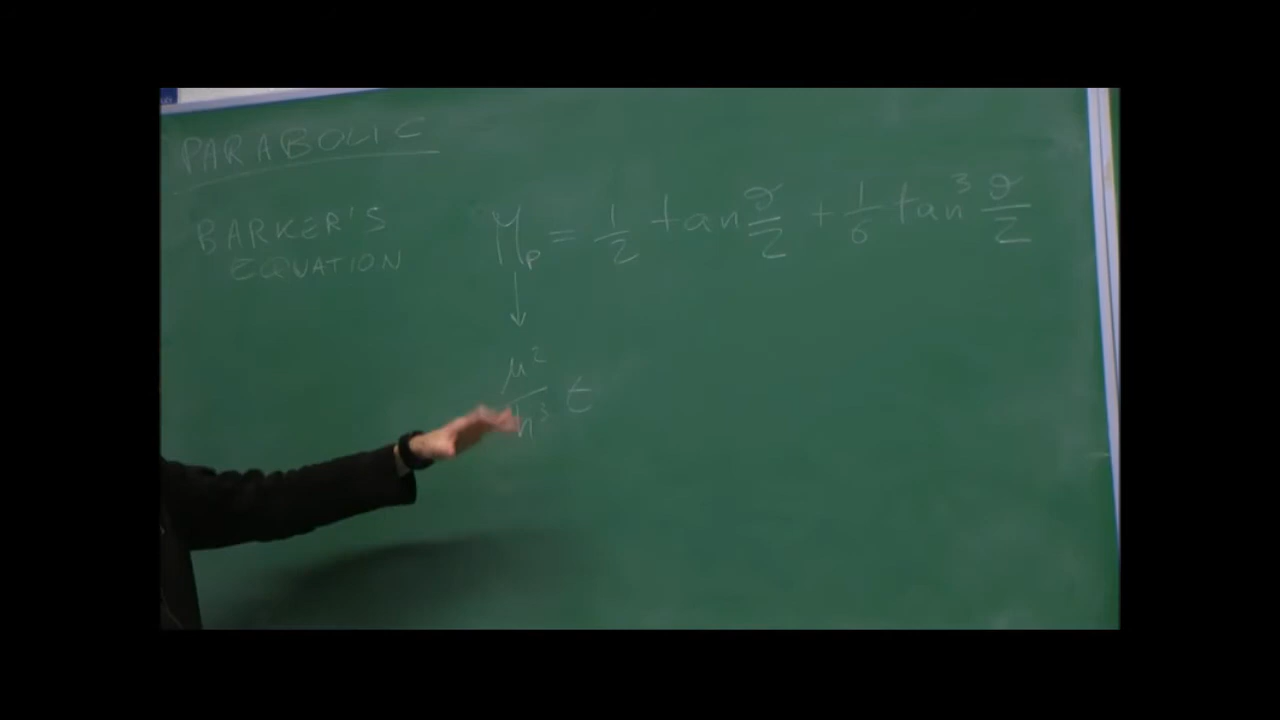 PARABOLIC
BARKER'S
EQUATION
M_p = 1/2 tan θ/2 + 1/6 tan³ θ/2
↓
μ²/h³ t